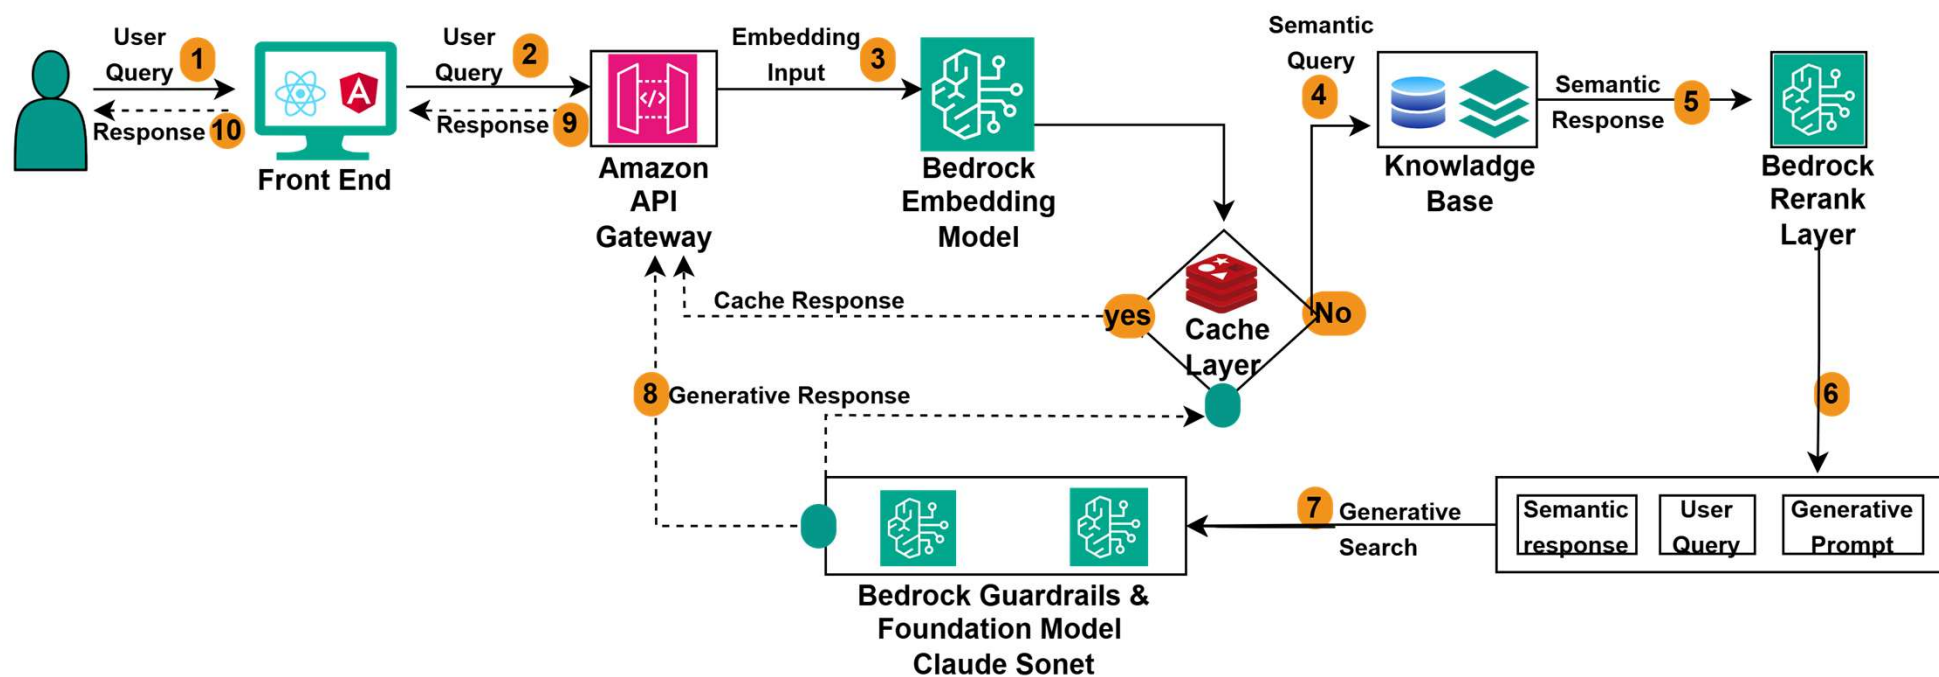 User
Query
1
Response
10
Front End
User
Query
2
Response
9
Amazon
API
Gateway
Embedding
Input
3
Bedrock
Embedding
Model
Semantic
Query
4
Knowladge
Base
Semantic
Response
5
Bedrock
Rerank
Layer
Cache Response
yes
Cache
Layer
No
8
Generative Response
6
Semantic
response
User
Query
Generative
Prompt
7
Generative
Search
Bedrock Guardrails &
Foundation Model
Claude Sonet
A
</>